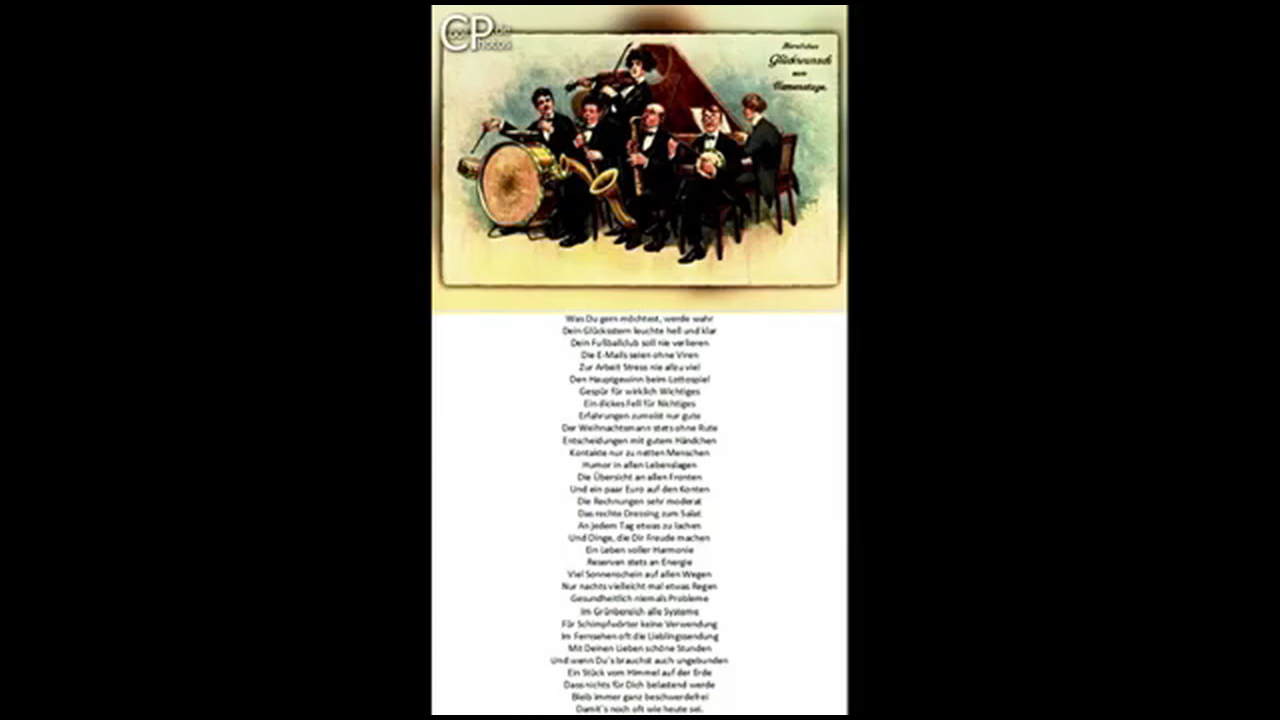 Cool Pic
Photos
Herzlichen
Glückwunsch
zum
Namenstage.
Was Du gern möchtest, werde wahr
Dein Glücksstern leuchte hell und klar
Dein Fußballclub soll nie verlieren
Die E-Mails seien ohne Viren
Zur Arbeit Stress nie allzu viel
Den Hauptgewinn beim Lottospiel
Gespür für wirklich Wichtiges
Ein dickes Fell für Nichtiges
Erfahrungen zumeist nur gute
Der Weihnachtsmann stets ohne Rute
Entscheidungen mit gutem Händchen
Kontakte nur zu netten Menschen
Humor in allen Lebenslagen
Die Übersicht an allen Fronten
Und ein paar Euro auf den Konten
Die Rechnungen sehr moderat
Das rechte Dressing zum Salat
An jedem Tag etwas zu lachen
Und Dinge, die Dir Freude machen
Ein Leben voller Harmonie
Reserven stets an Energie
Viel Sonnenschein auf allen Wegen
Nur nachts vielleicht mal etwas Regen
Gesundheitlich niemals Probleme
Im Grünbereich alle Systeme
Für Schimpfwörter keine Verwendung
Im Fernsehen oft die Lieblingssendung
Mit Deinen Lieben schöne Stunden
Und wenn Du's brauchst auch ungebunden
Ein Stück vom Himmel auf der Erde
Dass nichts für Dich belastend werde
Bleib immer ganz beschwerdefrei
Damit's noch oft wie heute sei.